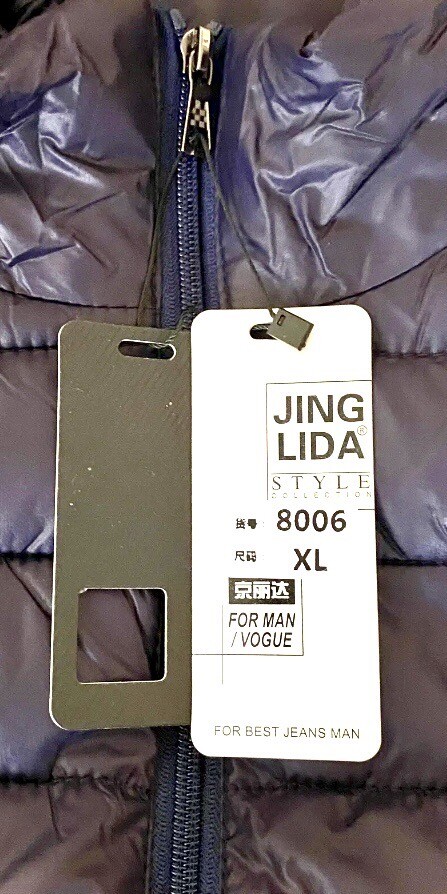 JING
LIDA®
STYLE
COLLECTION
货号: 8006
尺码 XL
京丽达
FOR MAN
/ VOGUE
FOR BEST JEANS MAN